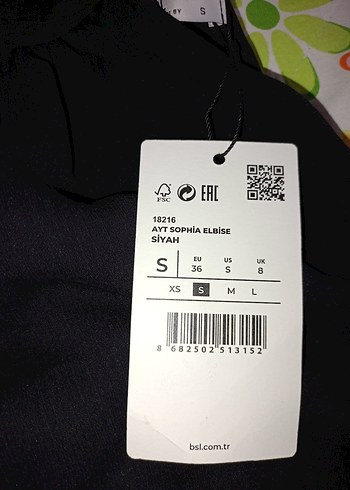 S
FSC
EAC
18216
AYT SOPHİA ELBİSE
SİYAH
S
EU US UK
36 S 8
XS S M L
8 682502 513152
bsl.com.tr